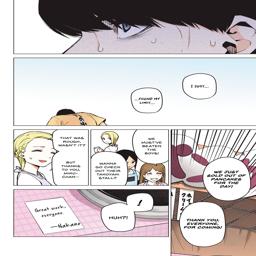 I JUST...
...FOUND MY
LIMIT...
THAT WAS
ROUGH,
WASN'T IT?
BUT
THANKS
TO YOU,
MIKO-
CHAN--
WE
MUST'VE
BEATEN
THE
BOYS!
WANNA
GO CHECK
OUT THEIR
TAKOYAKI
STALL?
WE JUST
SOLD OUT OF
PANCAKES
FOR THE
DAY!
THANK YOU,
EVERYONE,
FOR COMING!
Great work,
everyone.
HUH?!